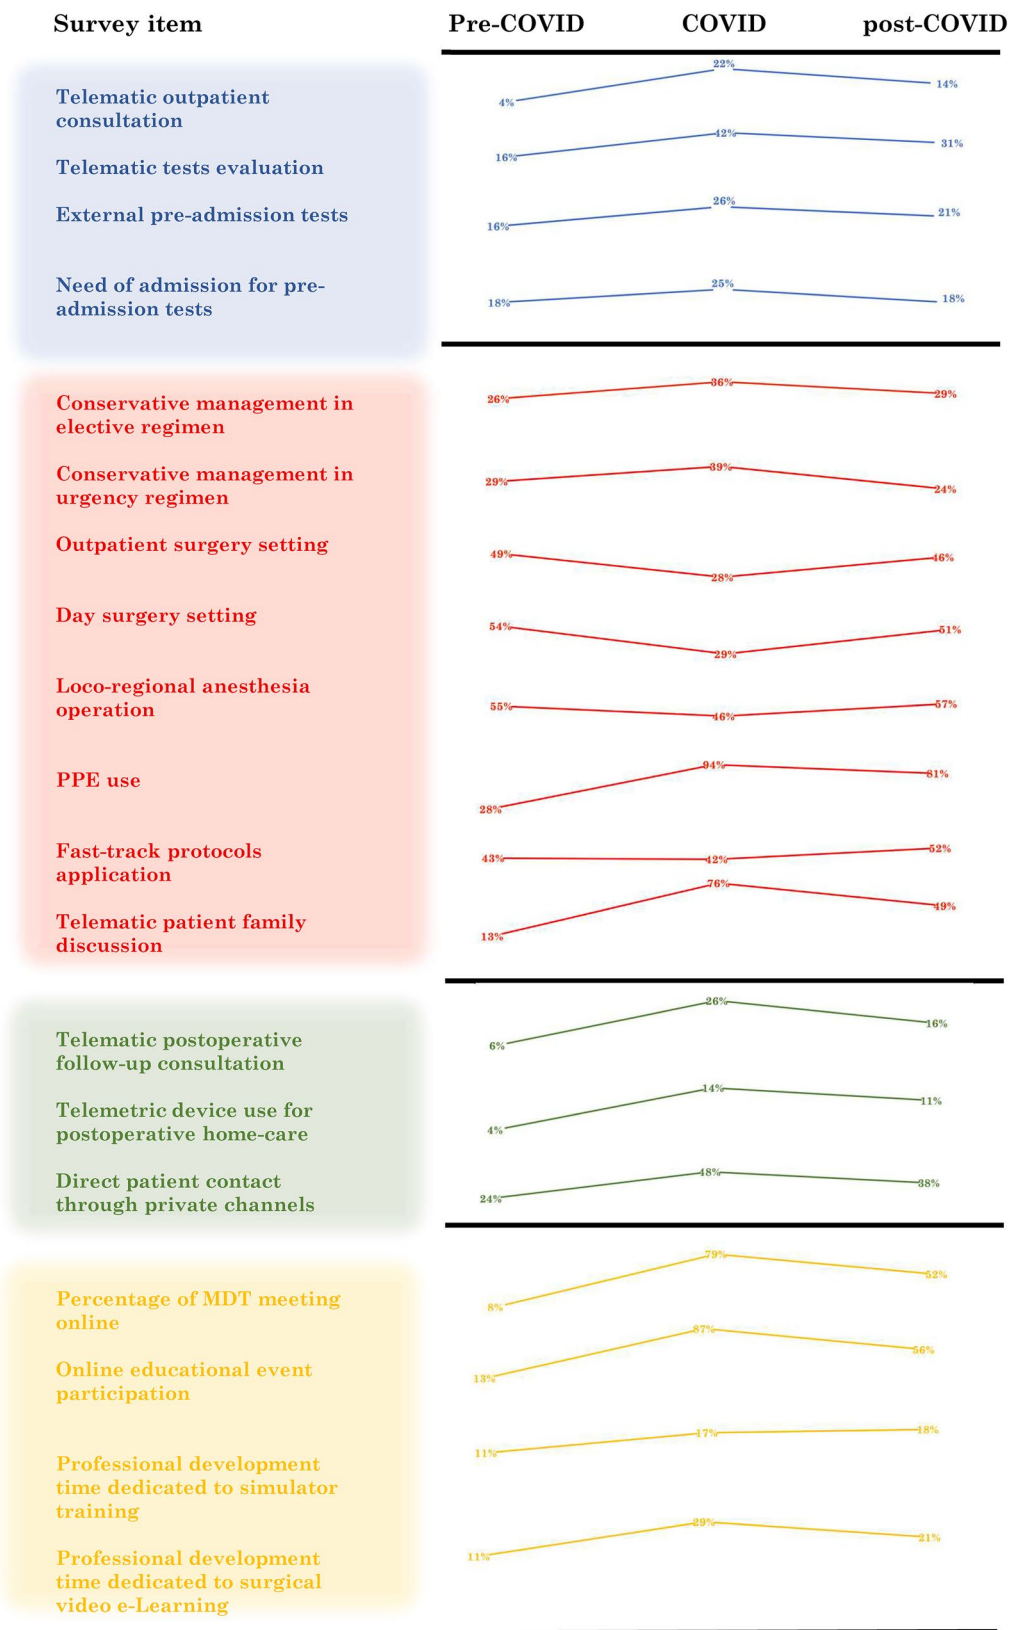 Survey item Pre-COVID COVID post-COVID
Telematic outpatient
consultation
4% 22% 14%
Telematic tests evaluation
16% 42% 31%
External pre-admission tests
16% 26% 21%
Need of admission for pre-
admission tests
18% 25% 18%
Conservative management in
elective regimen
26% 36% 29%
Conservative management in
urgency regimen
29% 39% 24%
Outpatient surgery setting
49% 28% 46%
Day surgery setting
54% 29% 51%
Loco-regional anesthesia
operation
55% 46% 57%
PPE use
28% 94% 81%
Fast-track protocols
application
43% 42% 52%
Telematic patient family
discussion
13% 76% 49%
Telematic postoperative
follow-up consultation
6% 26% 16%
Telemetric device use for
postoperative home-care
4% 14% 11%
Direct patient contact
through private channels
24% 48% 38%
Percentage of MDT meeting
online
8% 79% 52%
Online educational event
participation
13% 87% 56%
Professional development
time dedicated to simulator
training
11% 17% 18%
Professional development
time dedicated to surgical
video e-Learning
11% 29% 21%